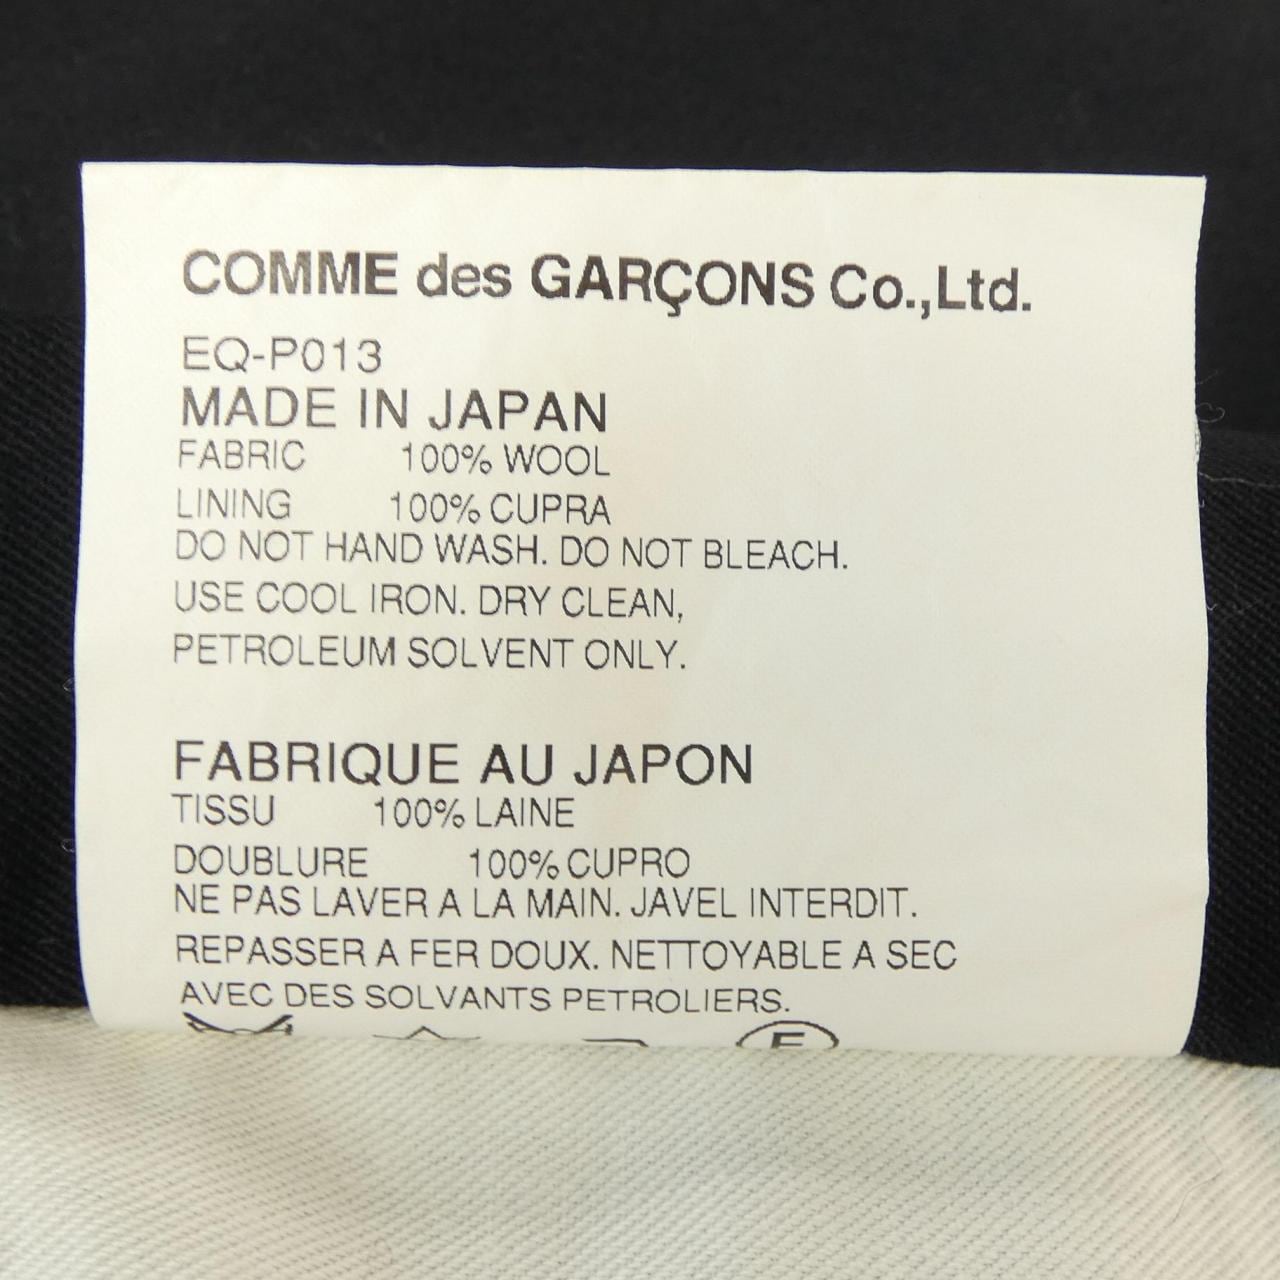 COMME des GARÇONS Co.,Ltd.
EQ-P013
MADE IN JAPAN
FABRIC 100% WOOL
LINING 100% CUPRA
DO NOT HAND WASH. DO NOT BLEACH.
USE COOL IRON. DRY CLEAN,
PETROLEUM SOLVENT ONLY.
FABRIQUE AU JAPON
TISSU 100% LAINE
DOUBLURE 100% CUPRO
NE PAS LAVER A LA MAIN. JAVEL INTERDIT.
REPASSER A FER DOUX. NETTOYABLE A SEC
AVEC DES SOLVANTS PETROLIERS.